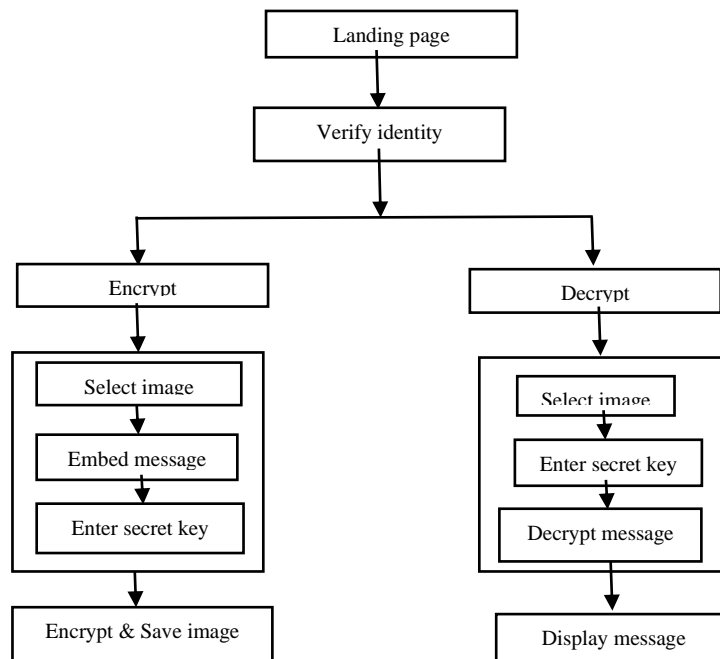 Landing page
Verify identity
Encrypt
Select image
Embed message
Enter secret key
Encrypt & Save image
Decrypt
Select image
Enter secret key
Decrypt message
Display message